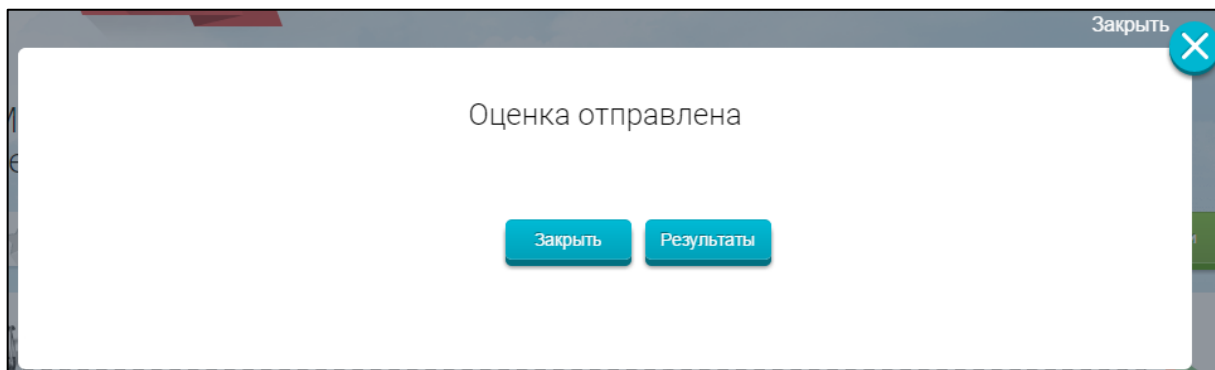 Закрыть
Оценка отправлена
Закрыть Результаты